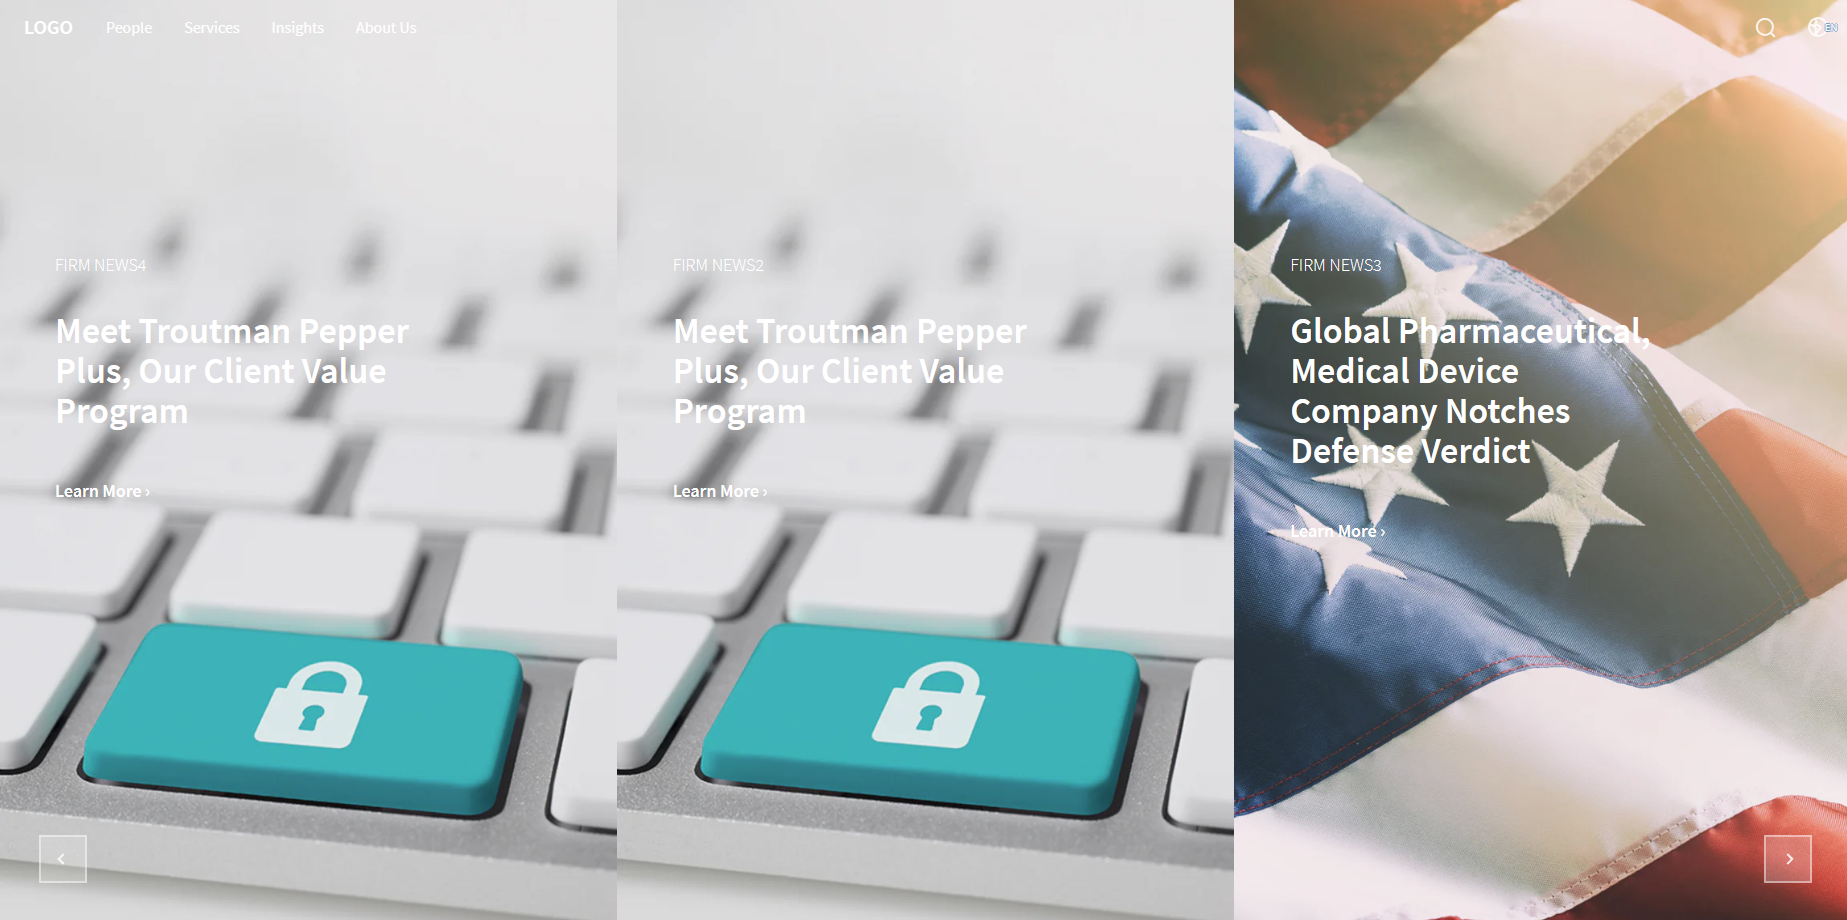 LOGO People Services Insights About Us EN
FIRM NEWS4
Meet Troutman Pepper
Plus, Our Client Value
Program
Learn More ›
FIRM NEWS2
Meet Troutman Pepper
Plus, Our Client Value
Program
Learn More ›
FIRM NEWS3
Global Pharmaceutical,
Medical Device
Company Notches
Defense Verdict
Learn More ›